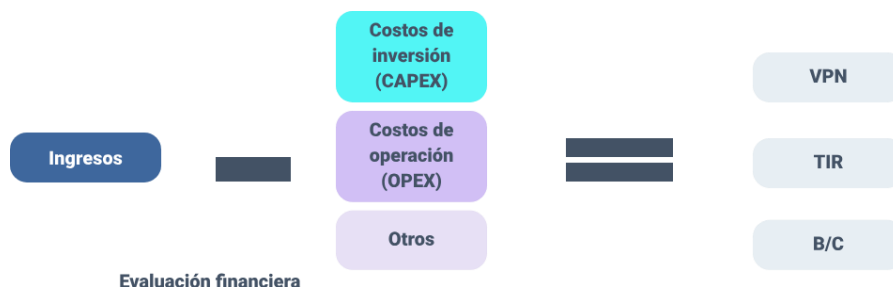 Ingresos
Costos de
inversión
(CAPEX)
Costos de
operación
(OPEX)
Otros
VPN
TIR
B/C
Evaluación financiera